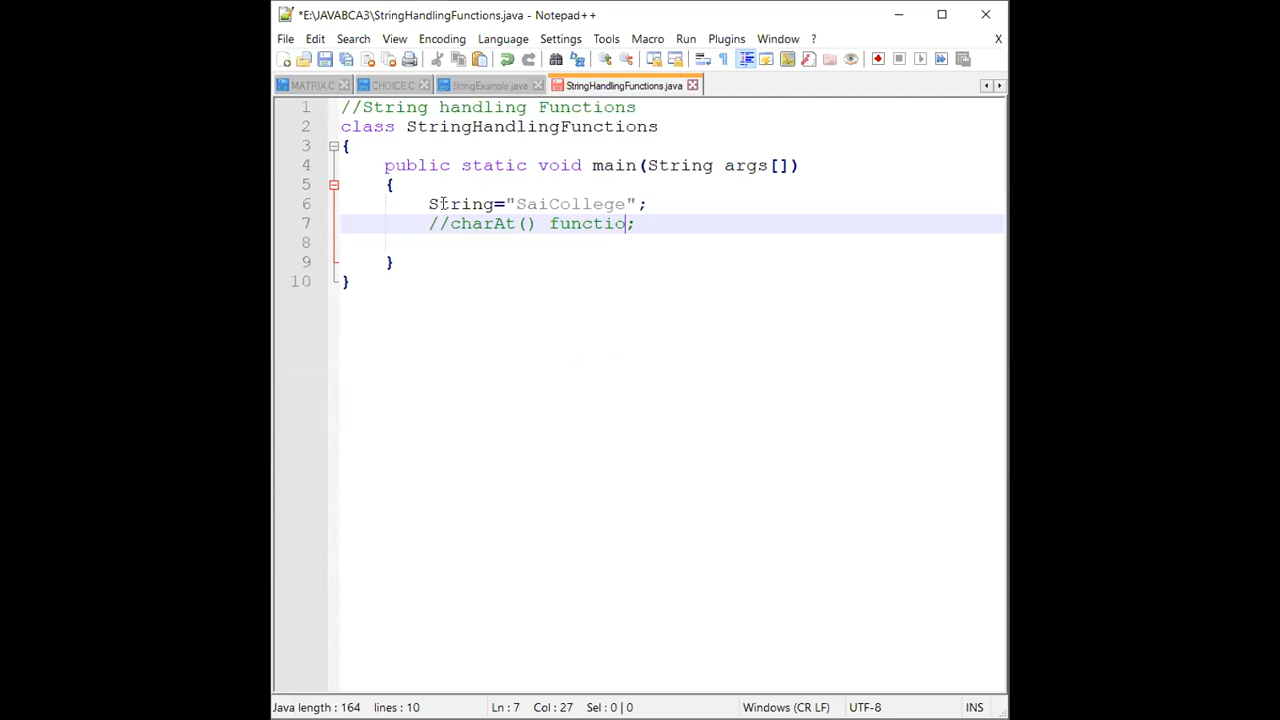 *E:\JAVABCA3\StringHandlingFunctions.java - Notepad++
File Edit Search View Encoding Language Settings Tools Macro Run Plugins Window ? X
MATRIX.C CHOICE.C StringExample.java StringHandlingFunctions.java
1 //String handling Functions
2 class StringHandlingFunctions
3 {
4 public static void main(String args[])
5 {
6 String="SaiCollege";
7 //charAt() functio;
8
9 }
10 }
Java length : 164 lines : 10 Ln : 7 Col : 27 Sel : 0 | 0 Windows (CR LF) UTF-8 INS